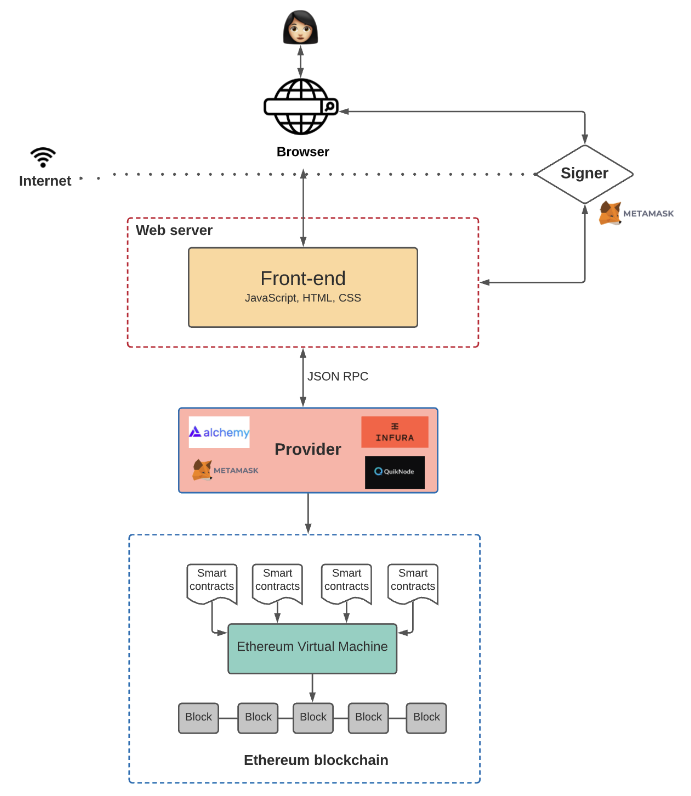 Browser
Internet
Signer
METAMASK
Web server
Front-end
JavaScript, HTML, CSS
JSON RPC
alchemy
INFURA
Provider
METAMASK
QuikNode
Smart contracts
Smart contracts
Smart contracts
Smart contracts
Ethereum Virtual Machine
Block
Block
Block
Block
Block
Ethereum blockchain